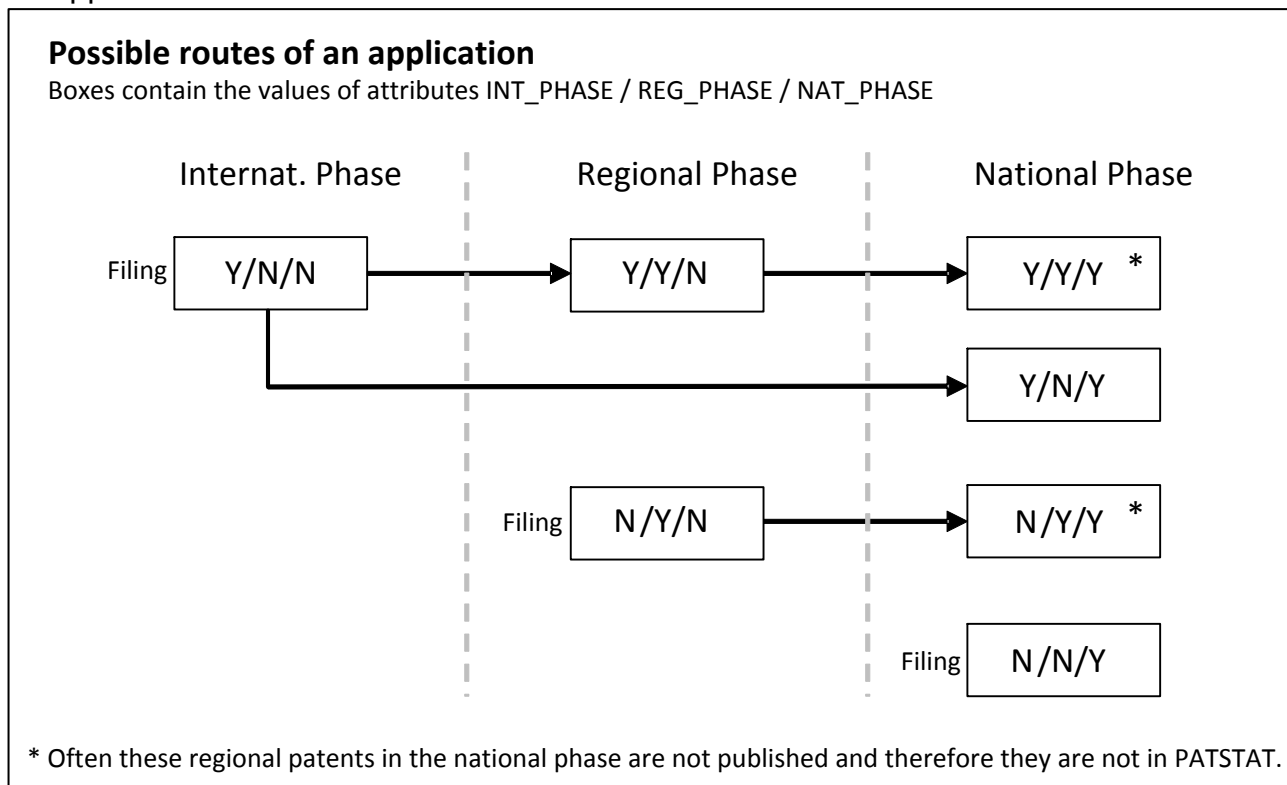 Possible routes of an application
Boxes contain the values of attributes INT_PHASE / REG_PHASE / NAT_PHASE
Internat. Phase Regional Phase National Phase
Filing Y/N/N Y/Y/N Y/Y/Y *
Y/N/Y
Filing N/Y/N N/Y/Y *
Filing N/N/Y
* Often these regional patents in the national phase are not published and therefore they are not in PATSTAT.